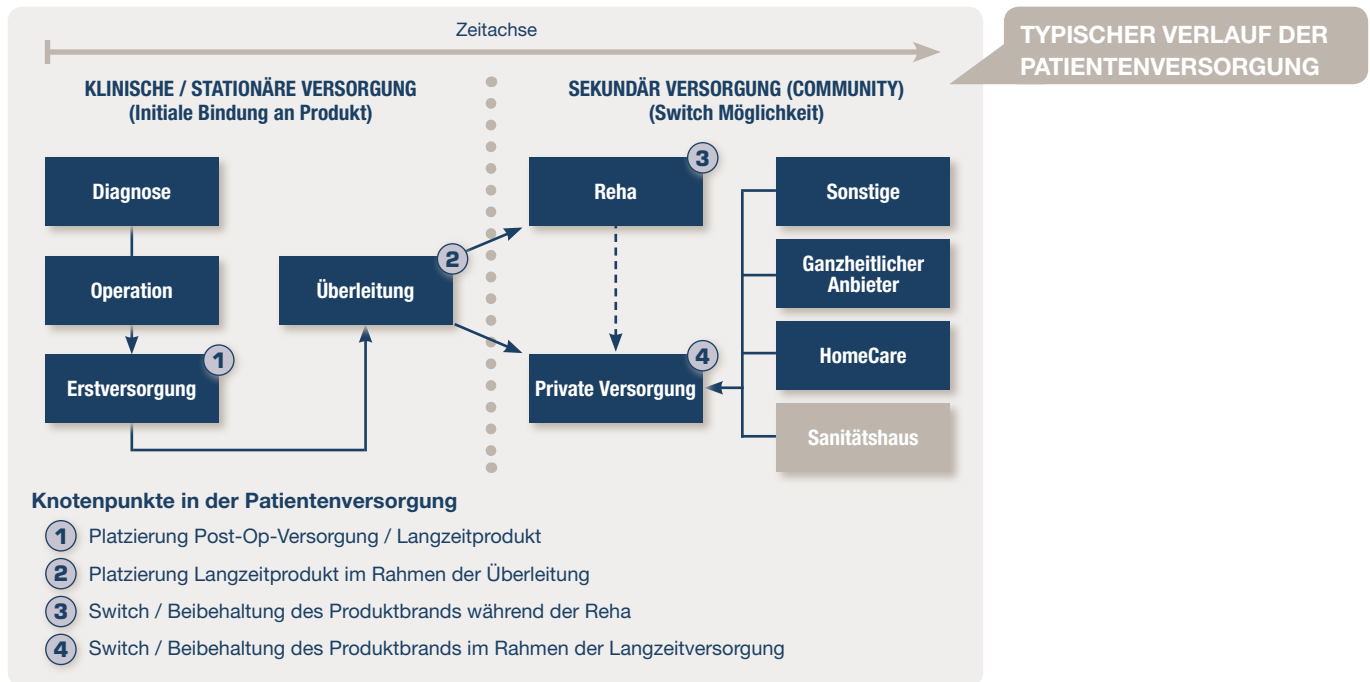 Zeitachse
TYPISCHER VERLAUF DER
PATIENTENVERSORGUNG
KLINISCHE / STATIONÄRE VERSORGUNG
(Initiale Bindung an Produkt)
SEKUNDÄR VERSORGUNG (COMMUNITY)
(Switch Möglichkeit)
Diagnose
Operation
Erstversorgung
1
Überleitung
2
Reha
3
Private Versorgung
4
Sonstige
Ganzheitlicher
Anbieter
HomeCare
Sanitätshaus
Knotenpunkte in der Patientenversorgung
1 Platzierung Post-Op-Versorgung / Langzeitprodukt
2 Platzierung Langzeitprodukt im Rahmen der Überleitung
3 Switch / Beibehaltung des Produktbrands während der Reha
4 Switch / Beibehaltung des Produktbrands im Rahmen der Langzeitversorgung